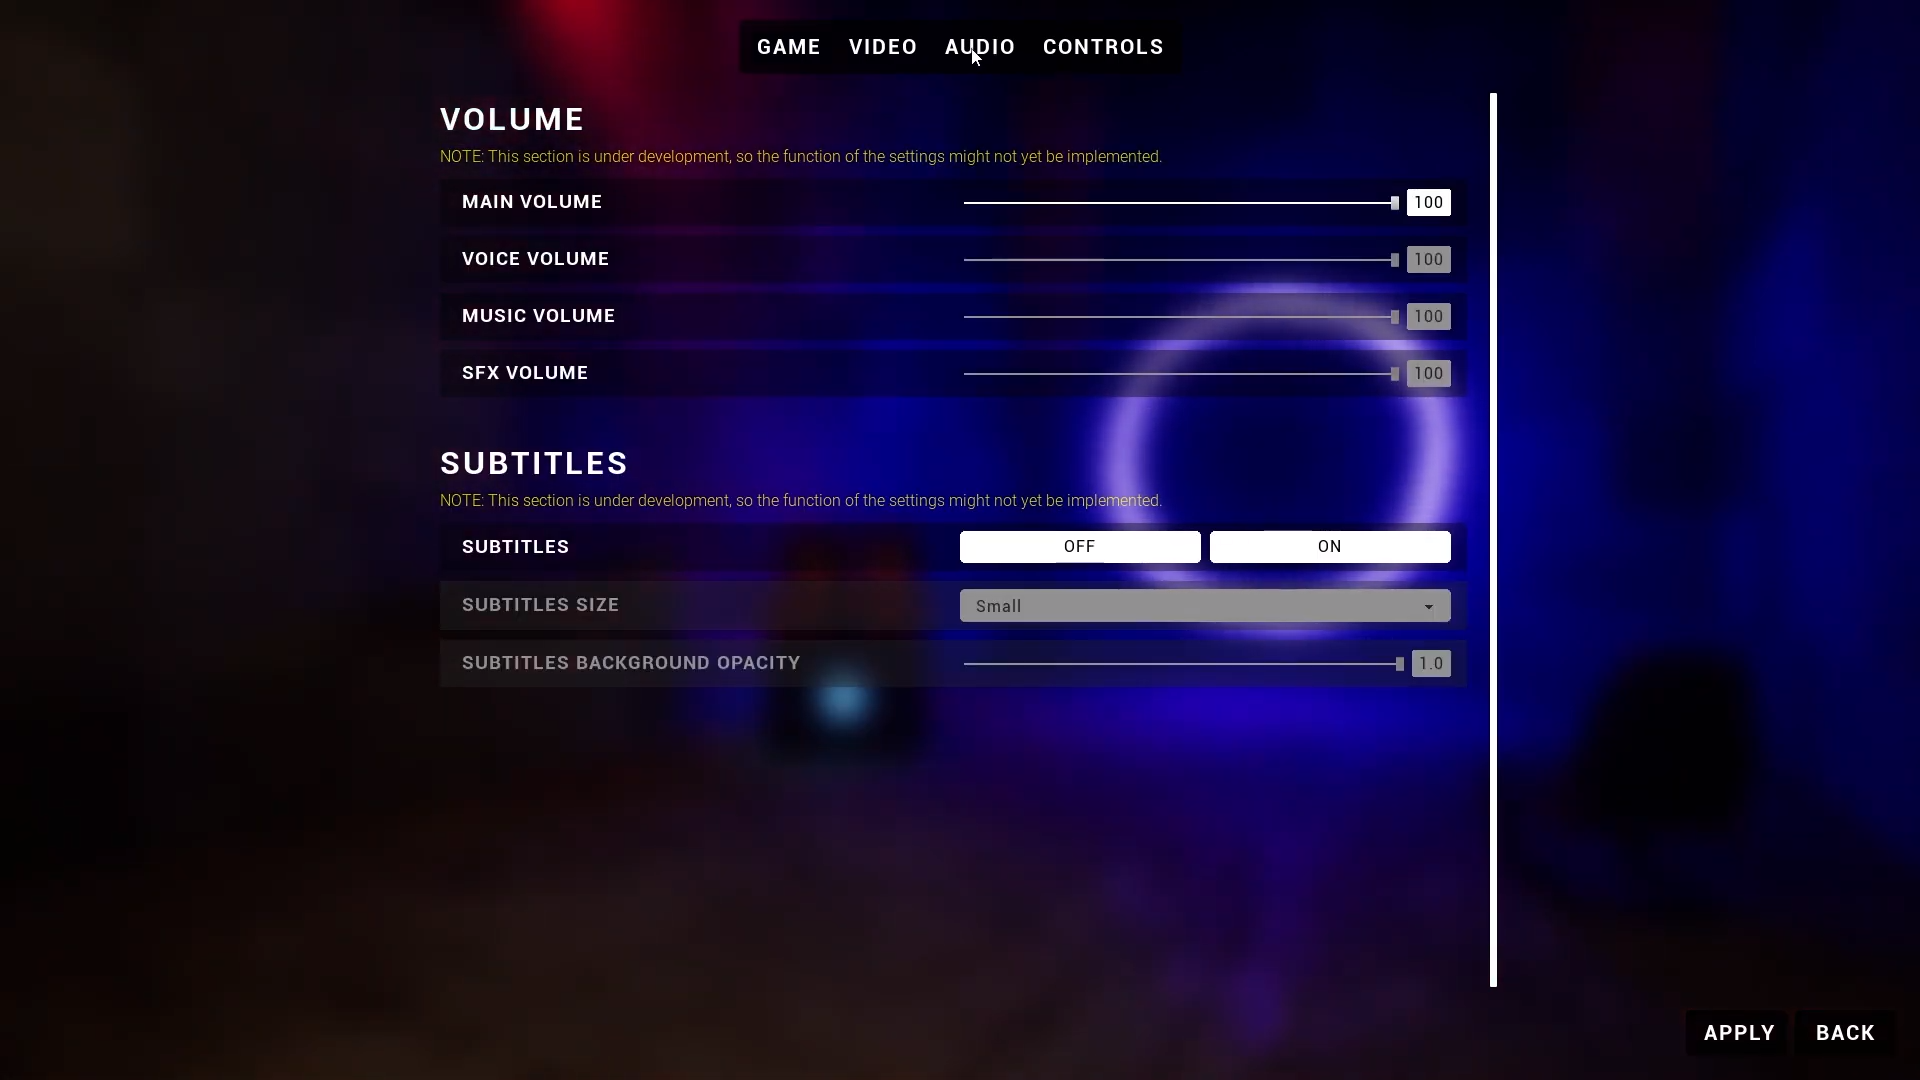 GAME VIDEO AUDIO CONTROLS
VOLUME
NOTE: This section is under development, so the function of the settings might not yet be implemented.
MAIN VOLUME 100
VOICE VOLUME 100
MUSIC VOLUME 100
SFX VOLUME 100
SUBTITLES
NOTE: This section is under development, so the function of the settings might not yet be implemented.
SUBTITLES OFF ON
SUBTITLES SIZE Small
SUBTITLES BACKGROUND OPACITY 1.0
APPLY BACK